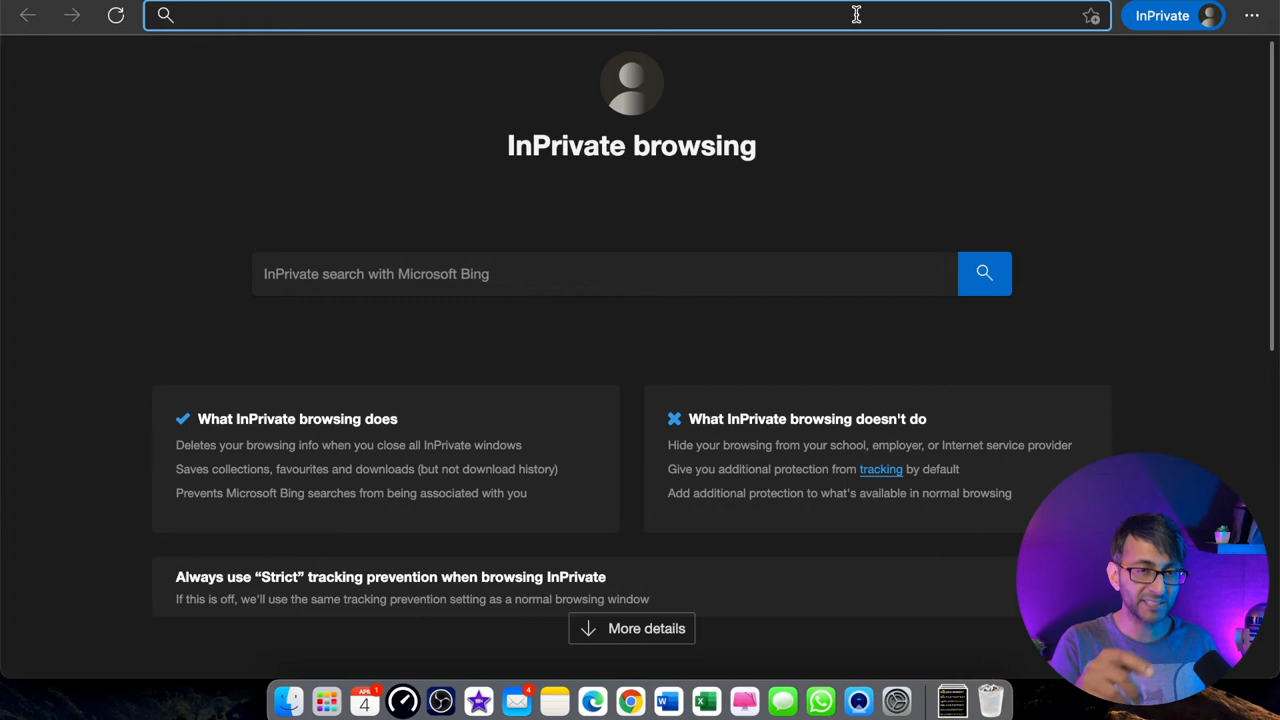 InPrivate
InPrivate browsing
InPrivate search with Microsoft Bing
What InPrivate browsing does
Deletes your browsing info when you close all InPrivate windows
Saves collections, favourites and downloads (but not download history)
Prevents Microsoft Bing searches from being associated with you
What InPrivate browsing doesn't do
Hide your browsing from your school, employer, or Internet service provider
Give you additional protection from tracking by default
Add additional protection to what's available in normal browsing
Always use “Strict” tracking prevention when browsing InPrivate
If this is off, we'll use the same tracking prevention setting as a normal browsing window
More details
APR
1
4
4